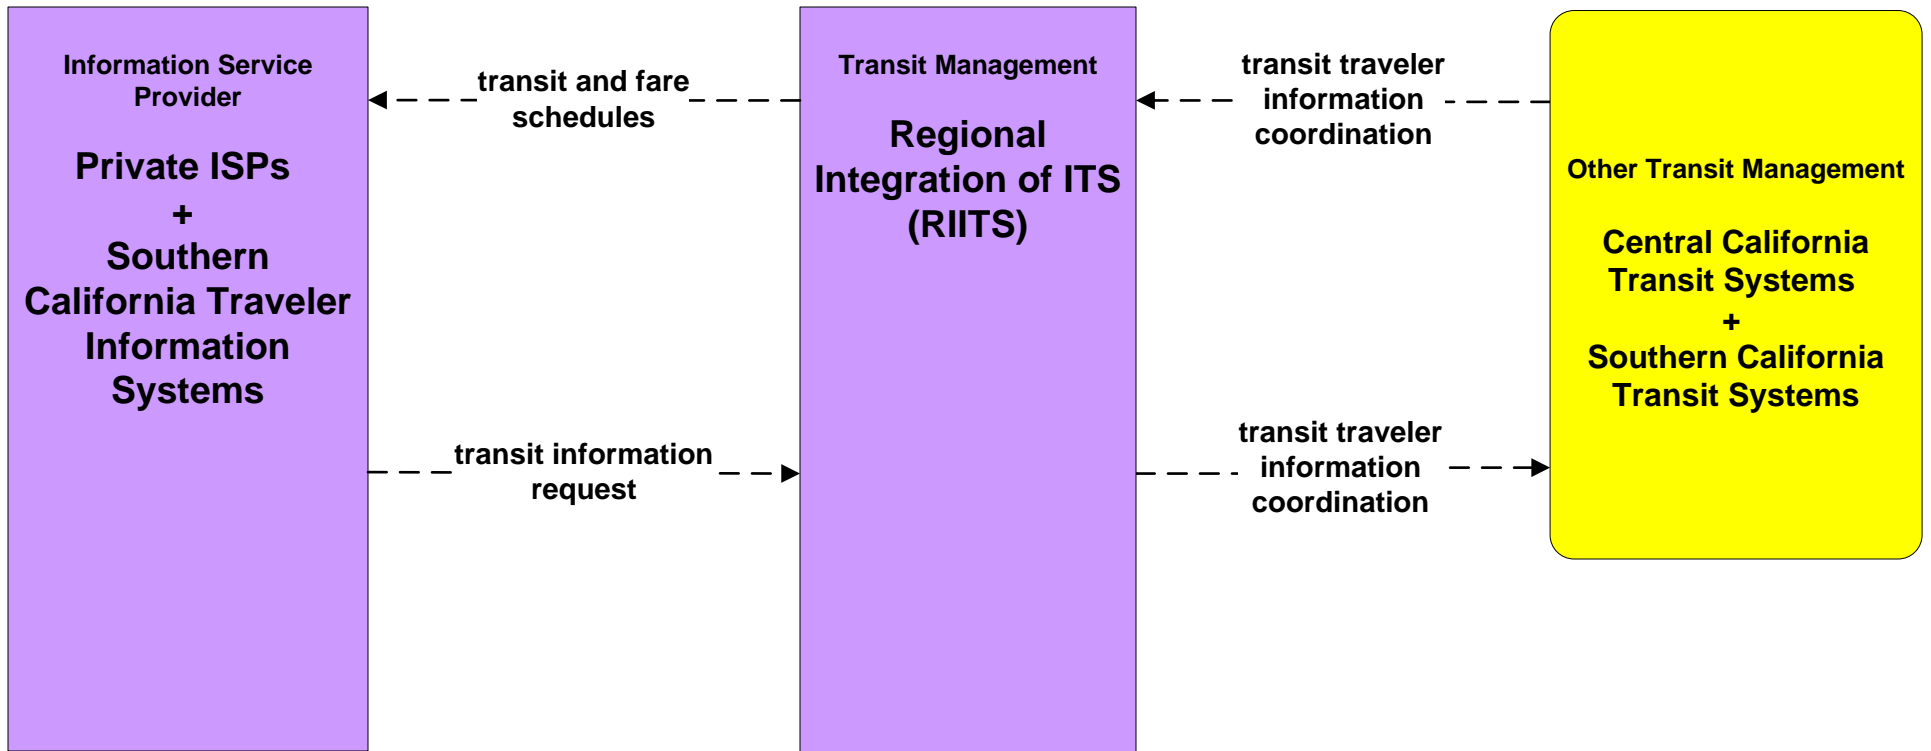 Information Service
Provider
Private ISPs
+
Southern
California Traveler
Information
Systems
transit and fare
schedules
transit information
request
Transit Management
Regional
Integration of ITS
(RIITS)
transit traveler
information
coordination
transit traveler
information
coordination
Other Transit Management
Central California
Transit Systems
+
Southern California
Transit Systems